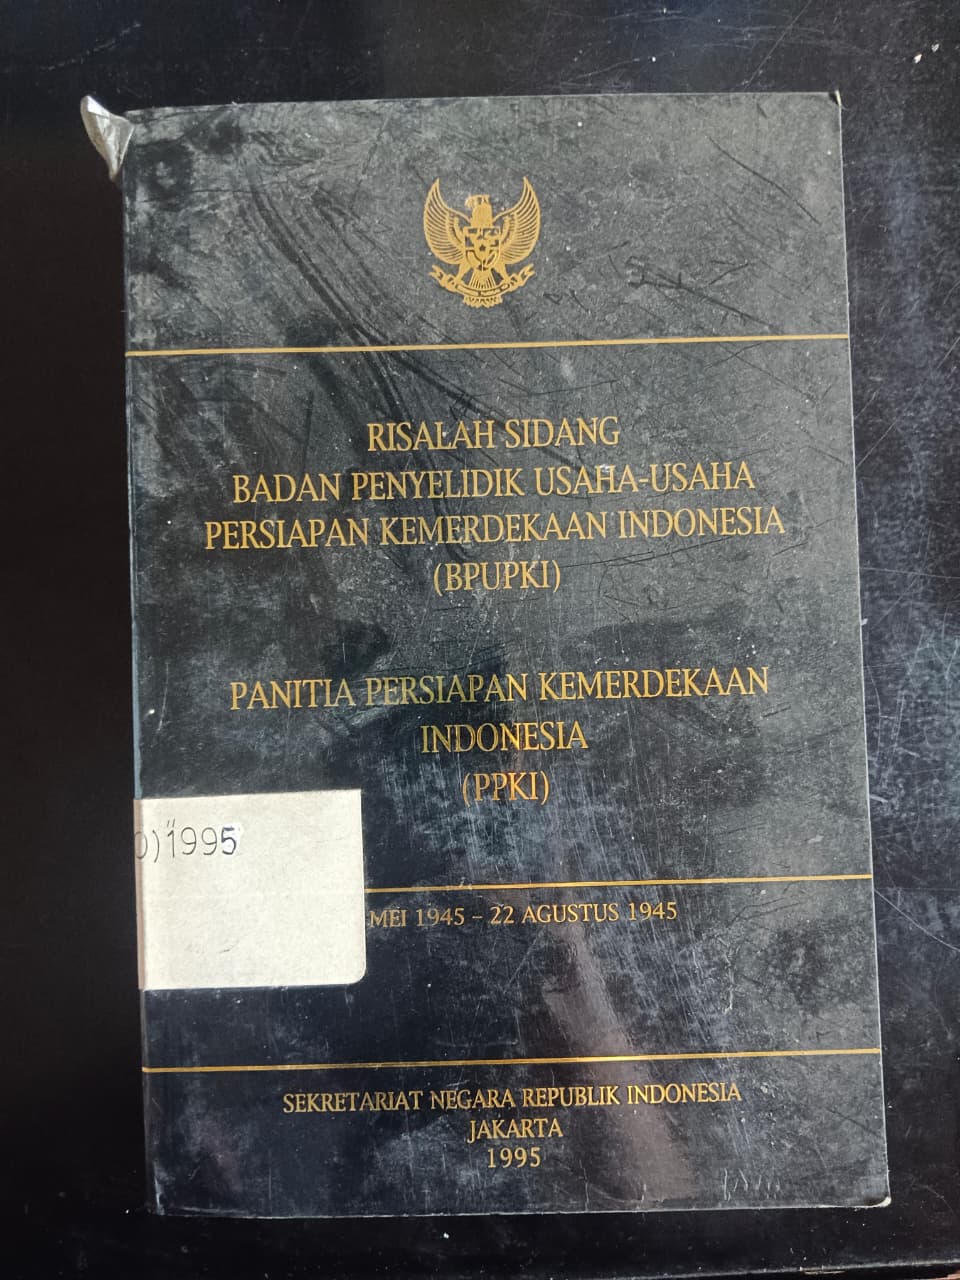 RISALAH SIDANG
BADAN PENYELIDIK USAHA-USAHA
PERSIAPAN KEMERDEKAAN INDONESIA
(BPUPKI)
PANITIA PERSIAPAN KEMERDEKAAN
INDONESIA
(PPKI)
)"1995
MEI 1945 - 22 AGUSTUS 1945
SEKRETARIAT NEGARA REPUBLIK INDONESIA
JAKARTA
1995